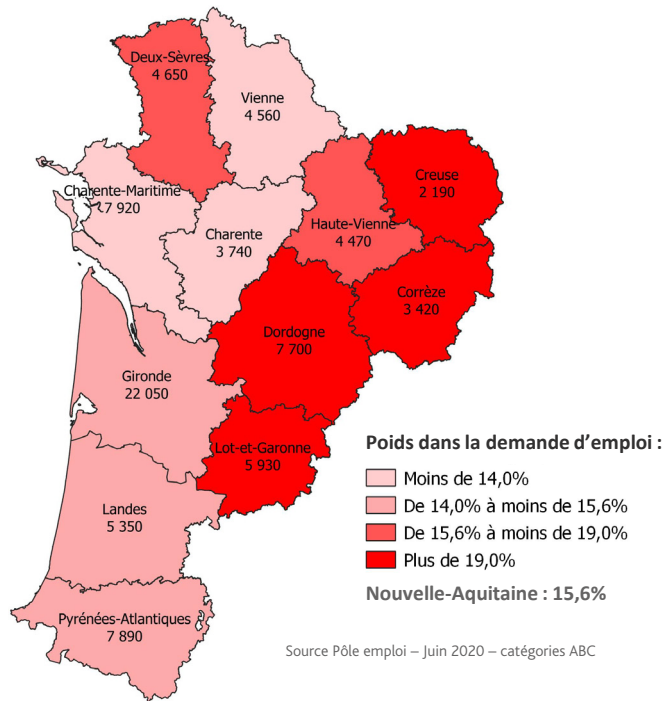 Deux-Sèvres
4 650
Vienne
4 560
Creuse
2 190
Charente-Maritime
7 920
Charente
3 740
Haute-Vienne
4 470
Corrèze
3 420
Dordogne
7 700
Gironde
22 050
Lot-et-Garonne
5 930
Landes
5 350
Pyrénées-Atlantiques
7 890
Poids dans la demande d’emploi :
Moins de 14,0%
De 14,0% à moins de 15,6%
De 15,6% à moins de 19,0%
Plus de 19,0%
Nouvelle-Aquitaine : 15,6%
Source Pôle emploi – Juin 2020 – catégories ABC